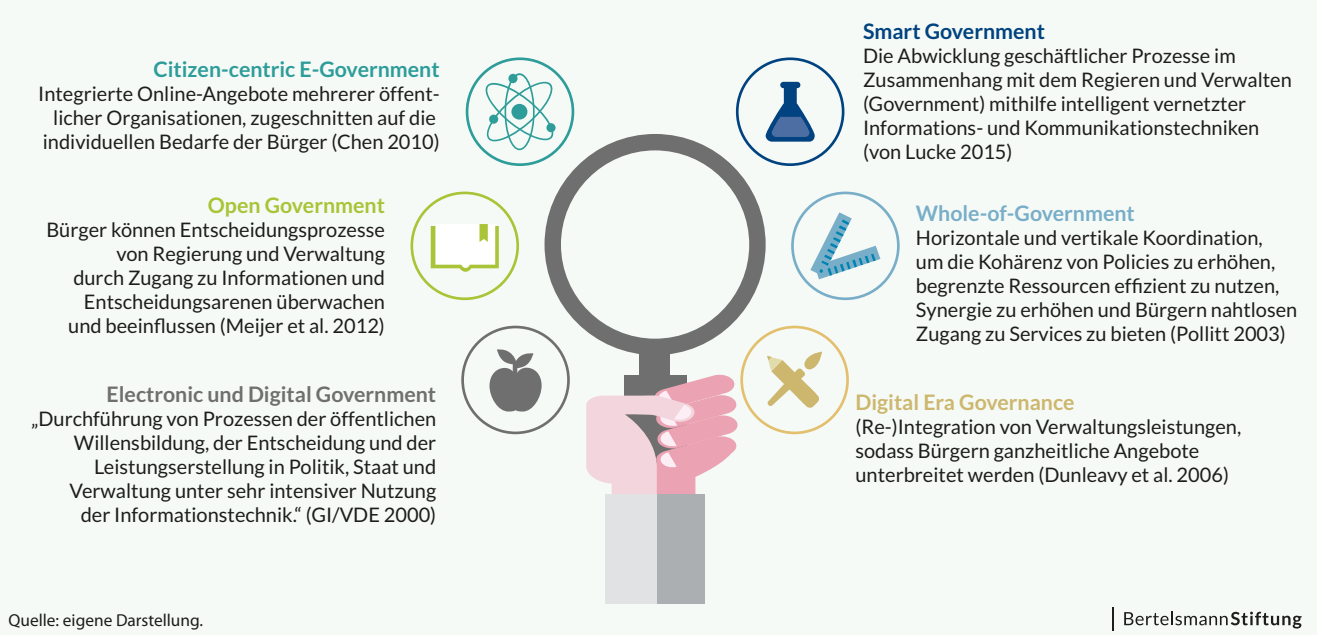 Citizen-centric E-Government
Integrierte Online-Angebote mehrerer öffent-
licher Organisationen, zugeschnitten auf die
individuellen Bedarfe der Bürger (Chen 2010)
Open Government
Bürger können Entscheidungsprozesse
von Regierung und Verwaltung
durch Zugang zu Informationen und
Entscheidungsarenen überwachen
und beeinflussen (Meijer et al. 2012)
Electronic und Digital Government
„Durchführung von Prozessen der öffentlichen
Willensbildung, der Entscheidung und der
Leistungserstellung in Politik, Staat und
Verwaltung unter sehr intensiver Nutzung
der Informationstechnik.“ (GI/VDE 2000)
Smart Government
Die Abwicklung geschäftlicher Prozesse im
Zusammenhang mit dem Regieren und Verwalten
(Government) mithilfe intelligent vernetzter
Informations- und Kommunikationstechniken
(von Lucke 2015)
Whole-of-Government
Horizontale und vertikale Koordination,
um die Kohärenz von Policies zu erhöhen,
begrenzte Ressourcen effizient zu nutzen,
Synergie zu erhöhen und Bürgern nahtlosen
Zugang zu Services zu bieten (Pollitt 2003)
Digital Era Governance
(Re-)Integration von Verwaltungsleistungen,
sodass Bürgern ganzheitliche Angebote
unterbreitet werden (Dunleavy et al. 2006)
Quelle: eigene Darstellung.
BertelsmannStiftung